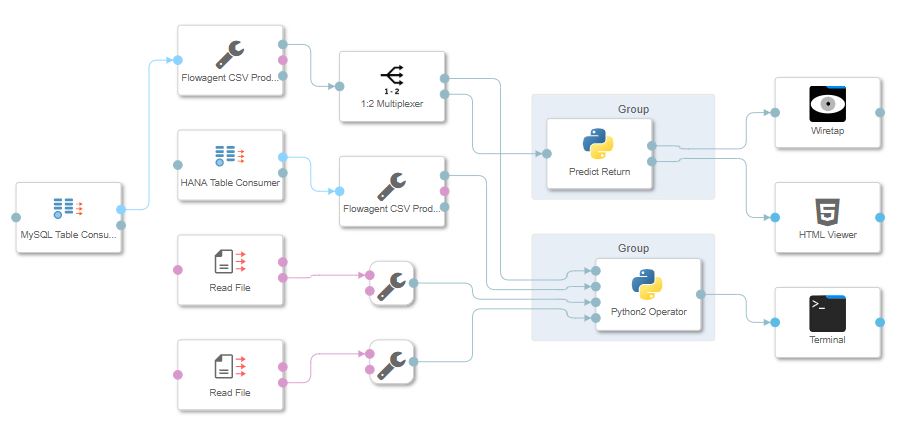 Flowagent CSV Prod...
1 - 2
1:2 Multiplexer
Group
Predict Return
Wiretap
HANA Table Consumer
Flowagent CSV Prod...
MySQL Table Consu...
HTML Viewer
Read File
Group
Python2 Operator
>_
Terminal
Read File